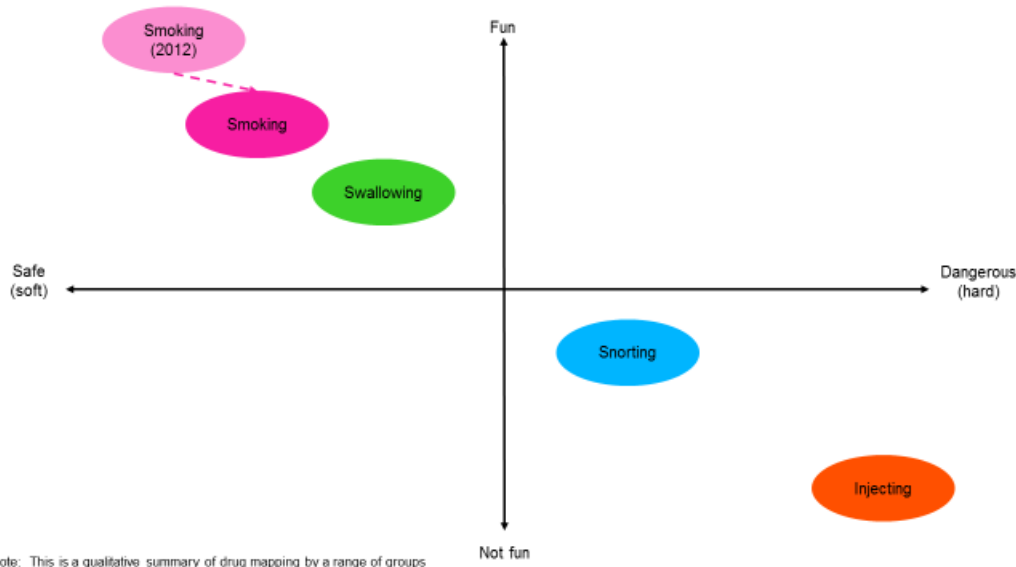 Smoking
(2012)
Fun
Smoking
Swallowing
Safe
(soft)
Dangerous
(hard)
Snorting
Injecting
Not fun
ote: This is a qualitative summary of drug mapping by a range of groups